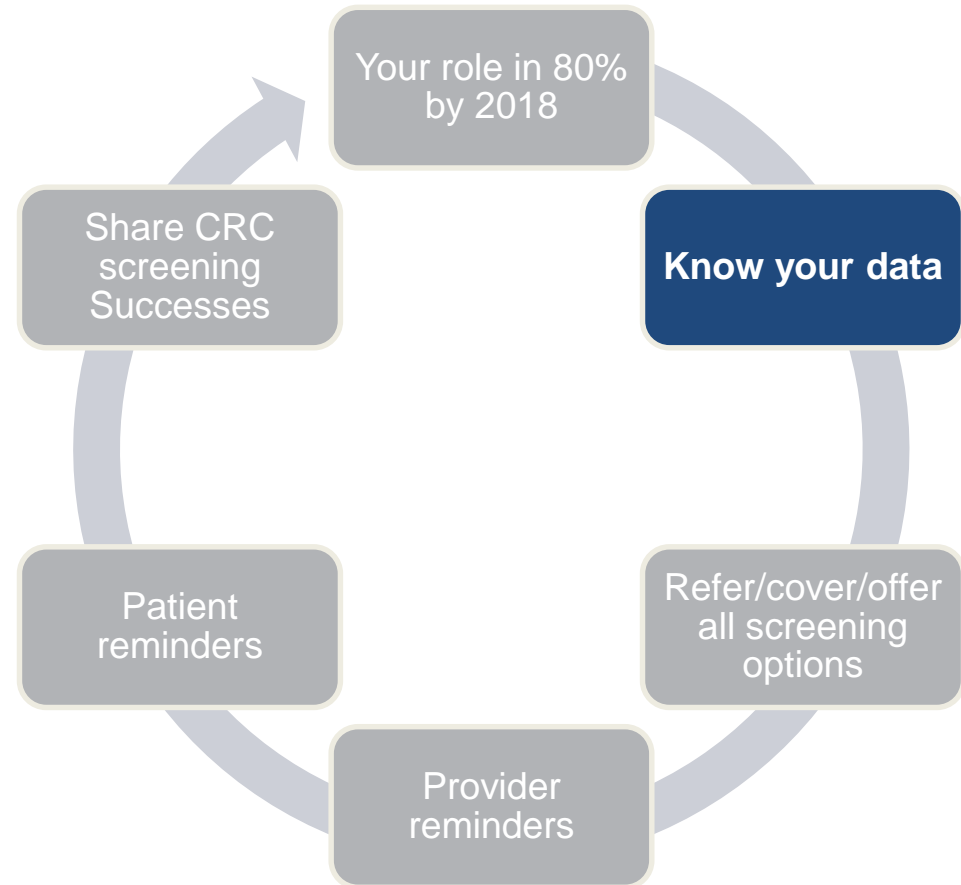 Your role in 80%
by 2018
Know your data
Refer/cover/offer
all screening
options
Provider
reminders
Patient
reminders
Share CRC
screening
Successes